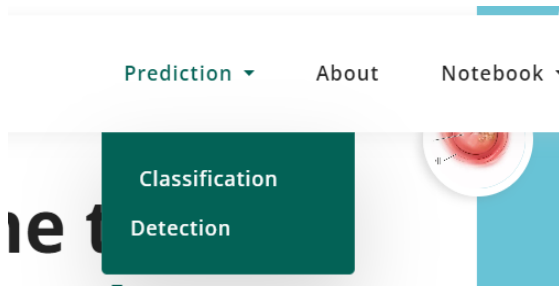 Prediction
About
Notebook
Classification
Detection